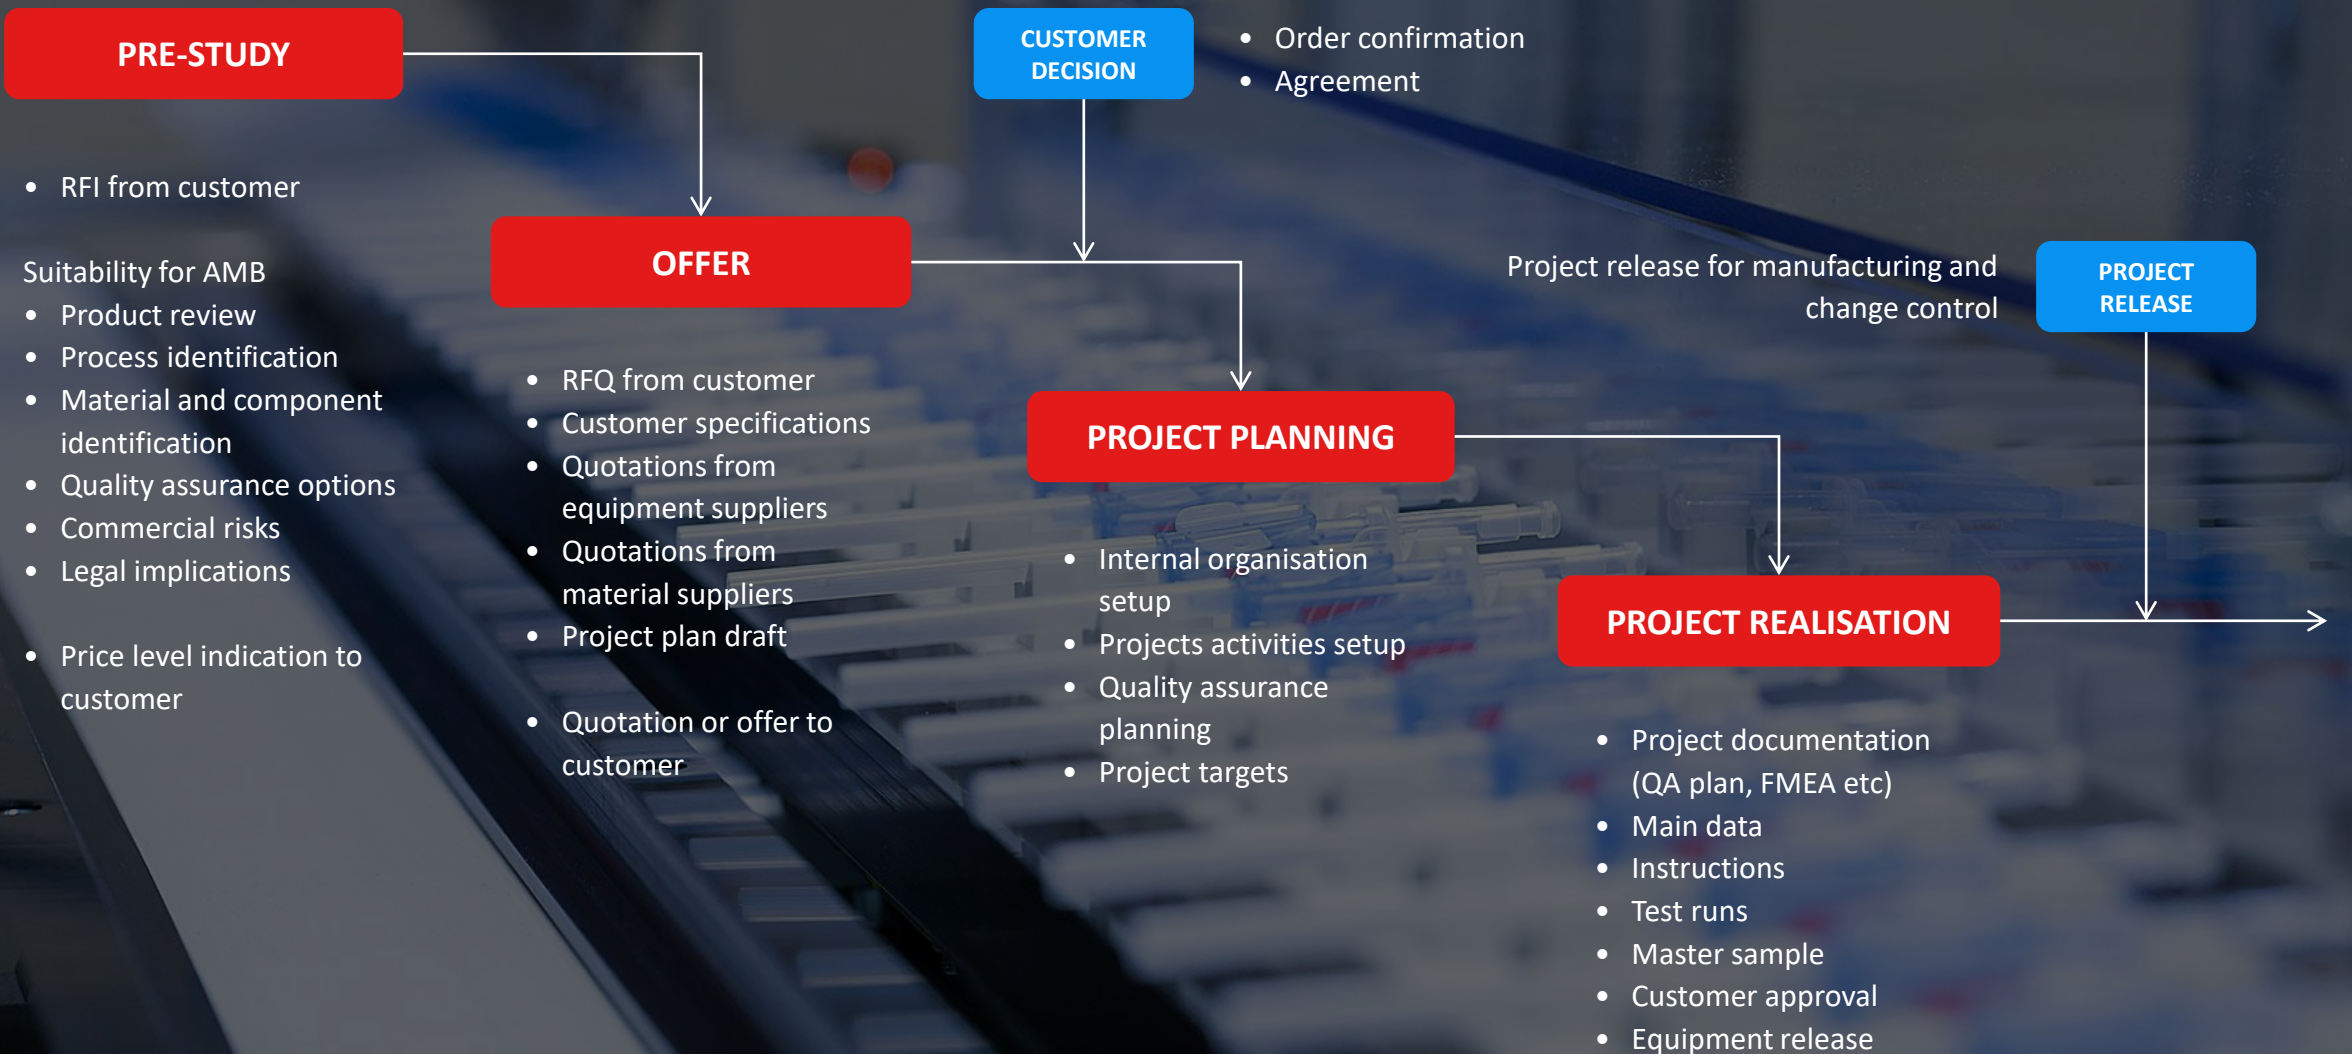 PRE-STUDY
• RFI from customer
Suitability for AMB
• Product review
• Process identification
• Material and component
identification
• Quality assurance options
• Commercial risks
• Legal implications
• Price level indication to
customer
OFFER
• RFQ from customer
• Customer specifications
• Quotations from
equipment suppliers
• Quotations from
material suppliers
• Project plan draft
• Quotation or offer to
customer
CUSTOMER
DECISION
• Order confirmation
• Agreement
PROJECT PLANNING
• Internal organisation
setup
• Projects activities setup
• Quality assurance
planning
• Project targets
Project release for manufacturing and
change control
PROJECT
RELEASE
PROJECT REALISATION
• Project documentation
(QA plan, FMEA etc)
• Main data
• Instructions
• Test runs
• Master sample
• Customer approval
• Equipment release